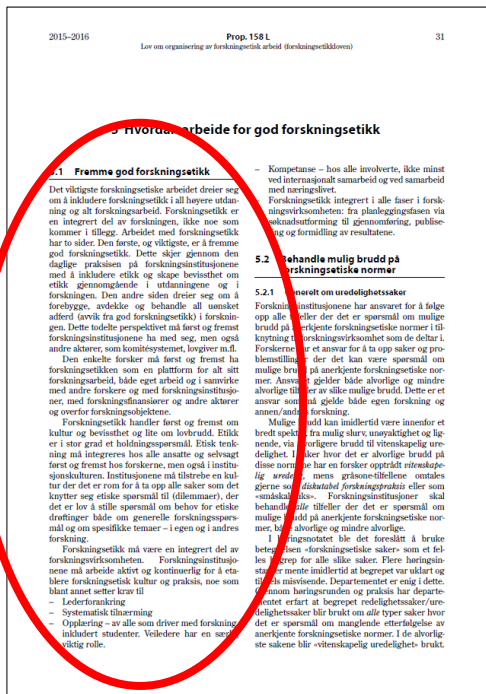 2015–2016
Prop. 158 L
31
Lov om organisering av forskningsetisk arbeid (forskningsetikkloven)
5 Hvordan arbeide for god forskningsetikk
5.1 Fremme god forskningsetikk
Det viktigste forskningsetiske arbeidet dreier seg
om å inkludere forskningsetikk i all høyere utdan-
ning og alt forskningsarbeid. Forskningsetikk er
en integrert del av forskningen, ikke noe som
kommer i tillegg. Arbeidet med forskningsetikk
har to sider. Den første, og viktigste, er å fremme
god forskningsetikk. Dette skjer gjennom den
daglige praksisen på forskningsinstitusjonene
med å inkludere etikk og skape bevissthet om
etikk gjennomgående i utdanningene og i
forskningen. Den andre siden dreier seg om å
forebygge, avdekke og behandle all uønsket
adferd (avvik fra god forskningsetikk) i forsknin-
gen. Dette todelte perspektivet må først og fremst
forskningsinstitusjonene ha med seg, men også
andre aktører, som komitésystemet, lovgiver m.fl.
Den enkelte forsker må først og fremst ha
forskningsetikken som en plattform for alt sitt
forskningsarbeid, både eget arbeid og i samvirke
med andre forskere og med forskningsinstitusjo-
ner, med forskningsfinansiører og andre aktører
og overfor forskningsobjektene.
Forskningsetikk handler først og fremst om
kultur og bevissthet og lite om lovbrudd. Etikk
er i stor grad et holdningsspørsmål. Etisk tenk-
ning må integreres hos alle ansatte og selvsagt
først og fremst hos forskerne, men også i institu-
sjonskulturen. Institusjonene må tilstrebe en kul-
tur der det er rom for å ta opp alle saker som det
knytter seg etiske spørsmål til (dilemmaer), der
det er lov å stille spørsmål om behov for etiske
drøftinger både om generelle forskningsspørs-
mål og om spesifikke temaer – i egen og i andres
forskning.
Forskningsetikk må være en integrert del av
forskningsvirksomheten. Forskningsinstitusjo-
nene må arbeide aktivt og kontinuerlig for å eta-
blere forskningsetisk kultur og praksis, noe som
blant annet setter krav til
– Lederforankring
– Systematisk tilnærming
– Opplæring – av alle som driver med forskning,
inkludert studenter. Veiledere har en særlig
viktig rolle.
– Kompetanse – hos alle involverte, ikke minst
ved internasjonalt samarbeid og ved samarbeid
med næringslivet.
– Forskningsetikk integrert i alle faser i forsk-
ningsvirksomheten: fra planleggingsfasen via
søknadsutforming til gjennomføring, publise-
ring og formidling av resultatene.
5.2 Behandle mulig brudd på
forskningsetiske normer
5.2.1 Generelt om uredelighetssaker
Forskningsinstitusjonene har ansvaret for å følge
opp alle tilfeller der det er spørsmål om mulige
brudd på anerkjente forskningsetiske normer i til-
knytning til forskningsvirksomhet som de deltar i.
Forskerne har et ansvar for å ta opp saker og pro-
blemstillinger der det kan være spørsmål om
mulige brudd på anerkjente forskningsetiske nor-
mer. Ansvaret gjelder både alvorlige og mindre
alvorlige tilfeller av slike mulige brudd. Dette er et
ansvar som må gjelde både egen forskning og
annen/andres forskning.
Mulige brudd kan imidlertid være innenfor et
bredt spekter, fra mulig slurv, unøyaktighet og lig-
nende, via alvorligere brudd til vitenskapelig ure-
delighet. I saker hvor det er alvorlige brudd på
disse normene har en forsker opptrådt vitenskape-
lig uredelig, mens gråsone-tilfellene omtales
gjerne som diskutabel forskningspraksis eller som
«småskalafusk». Forskningsinstitusjoner skal
behandle alle tilfeller der det er spørsmål om
mulige brudd på anerkjente forskningsetiske nor-
mer, både alvorlige og mindre alvorlige.
I høringsnotatet ble det foreslått å bruke
betegnelsen «forskningsetiske saker» som et fel-
les begrep for alle slike saker. Flere høringsin-
stanser mente imidlertid at begrepet var uklart og
til dels misvisende. Departementet er enig i dette.
Gjennom høringsrunden og praksis har departe-
mentet erfart at begrepet redelighetssaker/ure-
delighetssaker blir brukt om alle typer saker hvor
det er spørsmål om manglende etterfølgelse av
anerkjente forskningsetiske normer. I de alvorlig-
ste sakene blir «vitenskapelig uredelighet» brukt.